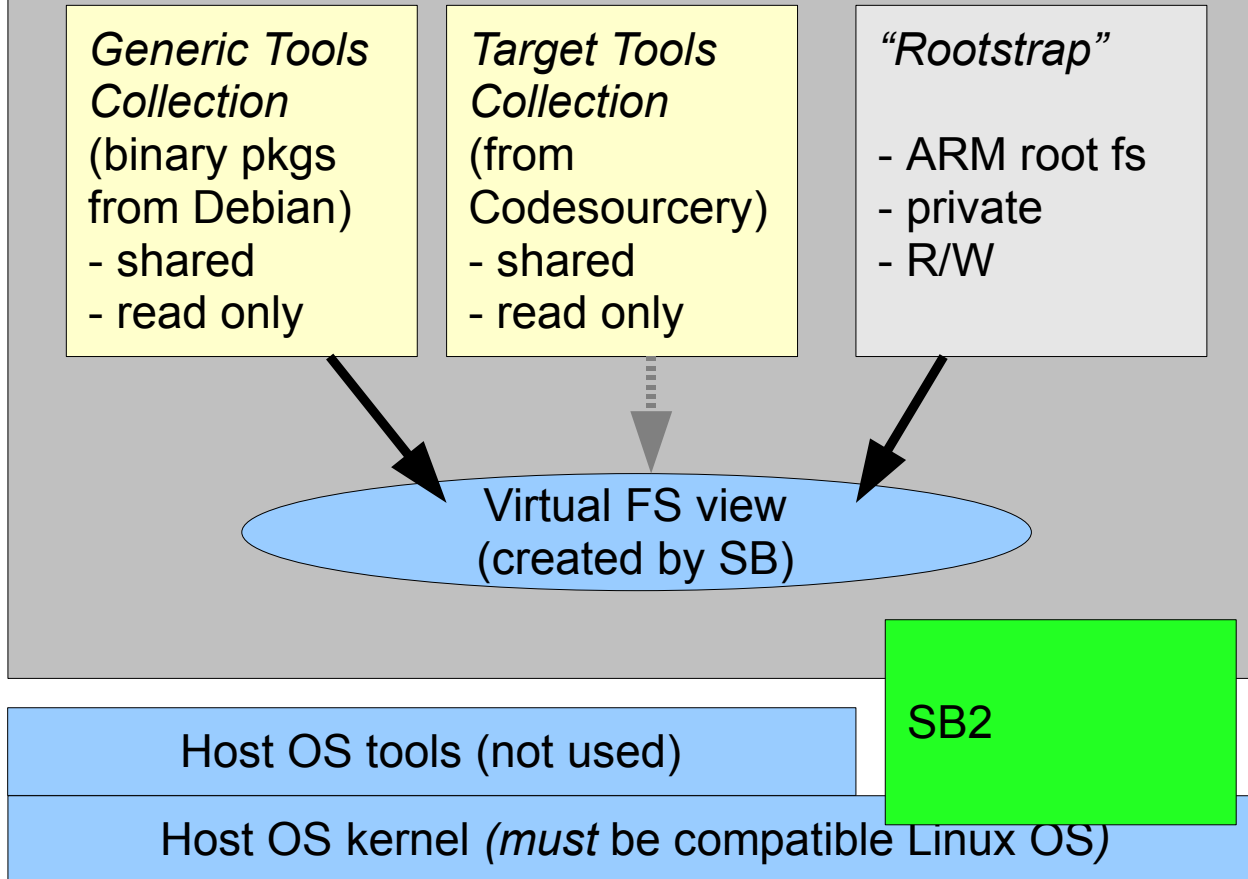 Generic Tools
Collection
(binary pkgs
from Debian)
- shared
- read only
Target Tools
Collection
(from
Codesourcery)
- shared
- read only
“Rootstrap”
- ARM root fs
- private
- R/W
Virtual FS view
(created by SB)
SB2
Host OS tools (not used)
Host OS kernel (must be compatible Linux OS)